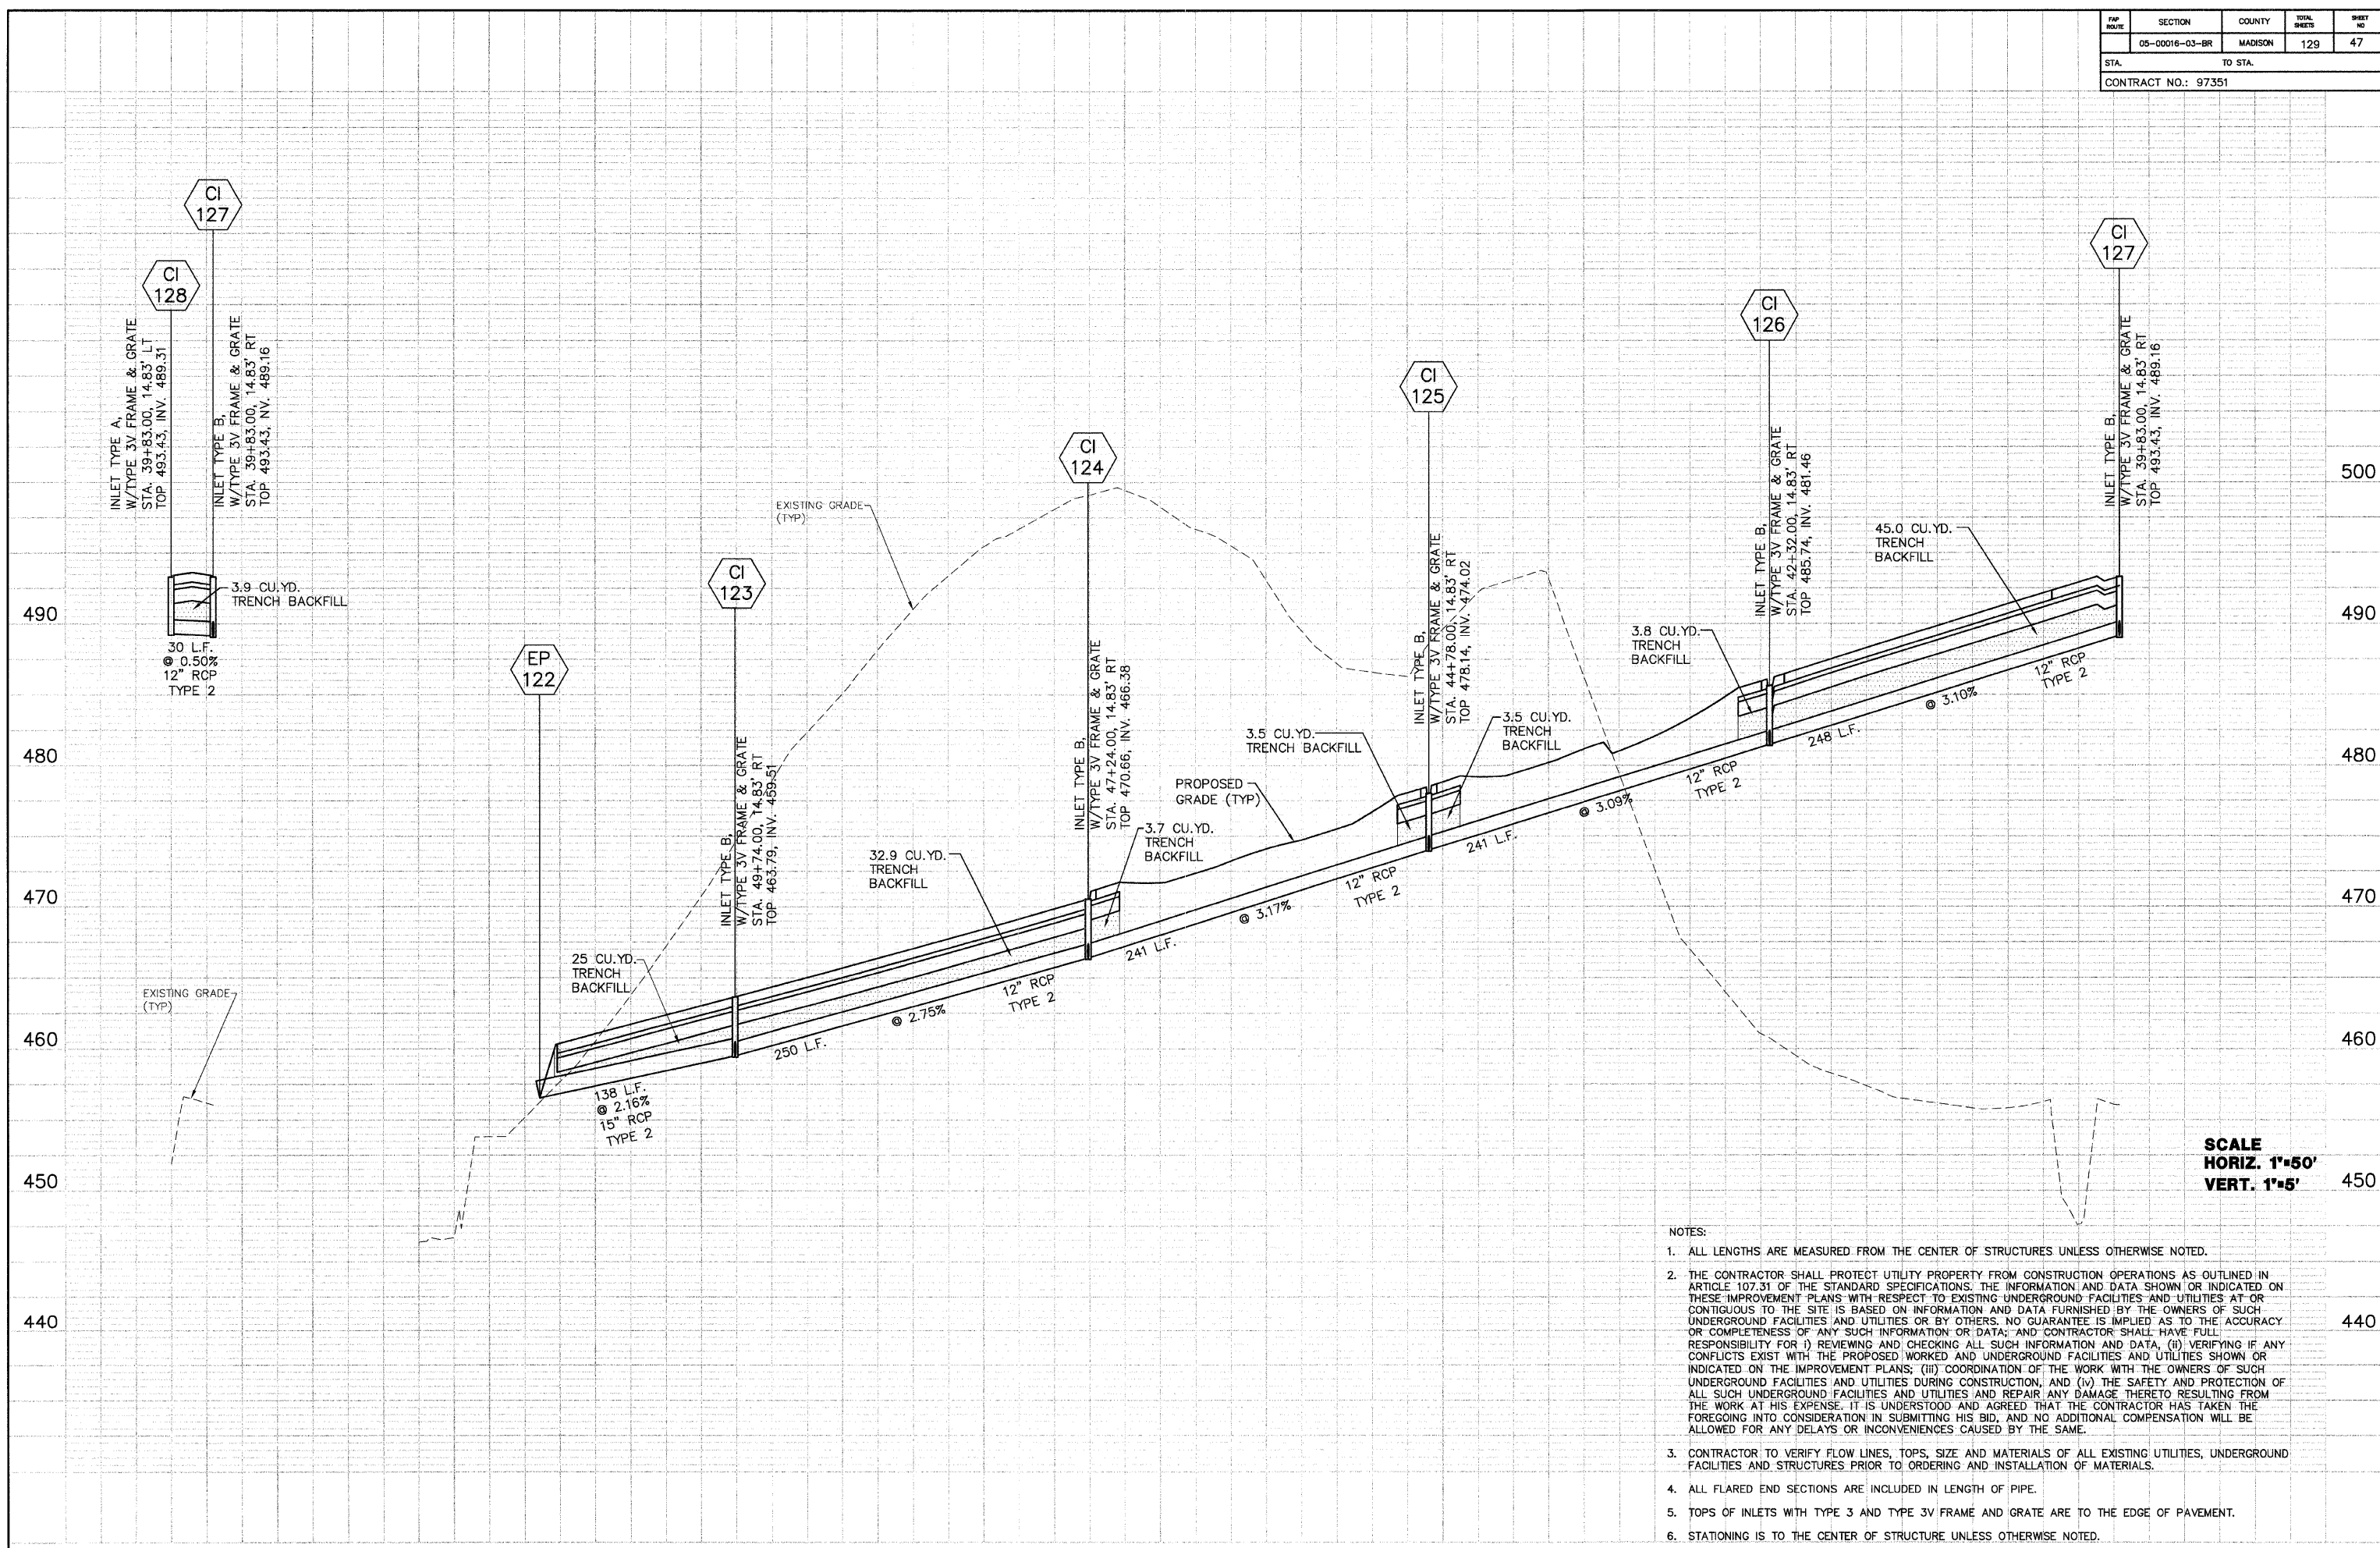 FAP ROUTE SECTION COUNTY TOTAL SHEETS SHEET NO
05-00016-03-BR MADISON 129 47
STA. TO STA.
CONTRACT NO.: 97351
CI
127
CI
128
INLET TYPE A,
W/TYPE 3V FRAME & GRATE
STA. 39+83.00, 14.83' LT
TOP 493.43, INV. 489.31
INLET TYPE B,
W/TYPE 3V FRAME & GRATE
STA. 39+83.00, 14.83' RT
TOP 493.43, NV. 489.16
3.9 CU.YD.
TRENCH BACKFILL
30 L.F.
@ 0.50%
12" RCP
TYPE 2
EXISTING GRADE
(TYP)
EP
122
25 CU.YD.
TRENCH
BACKFILL
138 L.F.
@ 2.16%
15" RCP
TYPE 2
CI
123
INLET TYPE B,
W/TYPE 3V FRAME & GRATE
STA. 49+74.00, 14.83' RT
TOP 463.79, INV. 459.51
EXISTING GRADE
(TYP)
32.9 CU.YD.
TRENCH
BACKFILL
250 L.F.
@ 2.75%
12" RCP
TYPE 2
CI
124
INLET TYPE B,
W/TYPE 3V FRAME & GRATE
STA. 47+24.00, 14.83' RT
TOP 470.66, INV. 466.38
3.7 CU.YD.
TRENCH
BACKFILL
241 L.F.
@ 3.17%
12" RCP
TYPE 2
PROPOSED
GRADE (TYP)
3.5 CU.YD.
TRENCH BACKFILL
CI
125
INLET TYPE B,
W/TYPE 3V FRAME & GRATE
STA. 44+78.00, 14.83' RT
TOP 478.14, INV. 474.02
3.5 CU.YD.
TRENCH
BACKFILL
241 L.F.
@ 3.09%
12" RCP
TYPE 2
3.8 CU.YD.
TRENCH
BACKFILL
CI
126
INLET TYPE B,
W/TYPE 3V FRAME & GRATE
STA. 42+32.00, 14.83' RT
TOP 485.74, INV. 481.46
45.0 CU.YD.
TRENCH
BACKFILL
248 L.F.
@ 3.10%
12" RCP
TYPE 2
CI
127
INLET TYPE B,
W/TYPE 3V FRAME & GRATE
STA. 39+83.00, 14.83' RT
TOP 493.43, INV. 489.16
490
480
470
460
450
440
500
490
480
470
460
450
440
SCALE
HORIZ. 1"=50'
VERT. 1"=5'
NOTES:
1. ALL LENGTHS ARE MEASURED FROM THE CENTER OF STRUCTURES UNLESS OTHERWISE NOTED.
2. THE CONTRACTOR SHALL PROTECT UTILITY PROPERTY FROM CONSTRUCTION OPERATIONS AS OUTLINED IN
ARTICLE 107.31 OF THE STANDARD SPECIFICATIONS. THE INFORMATION AND DATA SHOWN OR INDICATED ON
THESE IMPROVEMENT PLANS WITH RESPECT TO EXISTING UNDERGROUND FACILITIES AND UTILITIES AT OR
CONTIGUOUS TO THE SITE IS BASED ON INFORMATION AND DATA FURNISHED BY THE OWNERS OF SUCH
UNDERGROUND FACILITIES AND UTILITIES OR BY OTHERS. NO GUARANTEE IS IMPLIED AS TO THE ACCURACY
OR COMPLETENESS OF ANY SUCH INFORMATION OR DATA; AND CONTRACTOR SHALL HAVE FULL
RESPONSIBILITY FOR i) REVIEWING AND CHECKING ALL SUCH INFORMATION AND DATA, (ii) VERIFYING IF ANY
CONFLICTS EXIST WITH THE PROPOSED WORKED AND UNDERGROUND FACILITIES AND UTILITIES SHOWN OR
INDICATED ON THE IMPROVEMENT PLANS; (iii) COORDINATION OF THE WORK WITH THE OWNERS OF SUCH
UNDERGROUND FACILITIES AND UTILITIES DURING CONSTRUCTION, AND (iv) THE SAFETY AND PROTECTION OF
ALL SUCH UNDERGROUND FACILITIES AND UTILITIES AND REPAIR ANY DAMAGE THERETO RESULTING FROM
THE WORK AT HIS EXPENSE. IT IS UNDERSTOOD AND AGREED THAT THE CONTRACTOR HAS TAKEN THE
FOREGOING INTO CONSIDERATION IN SUBMITTING HIS BID, AND NO ADDITIONAL COMPENSATION WILL BE
ALLOWED FOR ANY DELAYS OR INCONVENIENCES CAUSED BY THE SAME.
3. CONTRACTOR TO VERIFY FLOW LINES, TOPS, SIZE AND MATERIALS OF ALL EXISTING UTILITIES, UNDERGROUND
FACILITIES AND STRUCTURES PRIOR TO ORDERING AND INSTALLATION OF MATERIALS.
4. ALL FLARED END SECTIONS ARE INCLUDED IN LENGTH OF PIPE.
5. TOPS OF INLETS WITH TYPE 3 AND TYPE 3V FRAME AND GRATE ARE TO THE EDGE OF PAVEMENT.
6. STATIONING IS TO THE CENTER OF STRUCTURE UNLESS OTHERWISE NOTED.